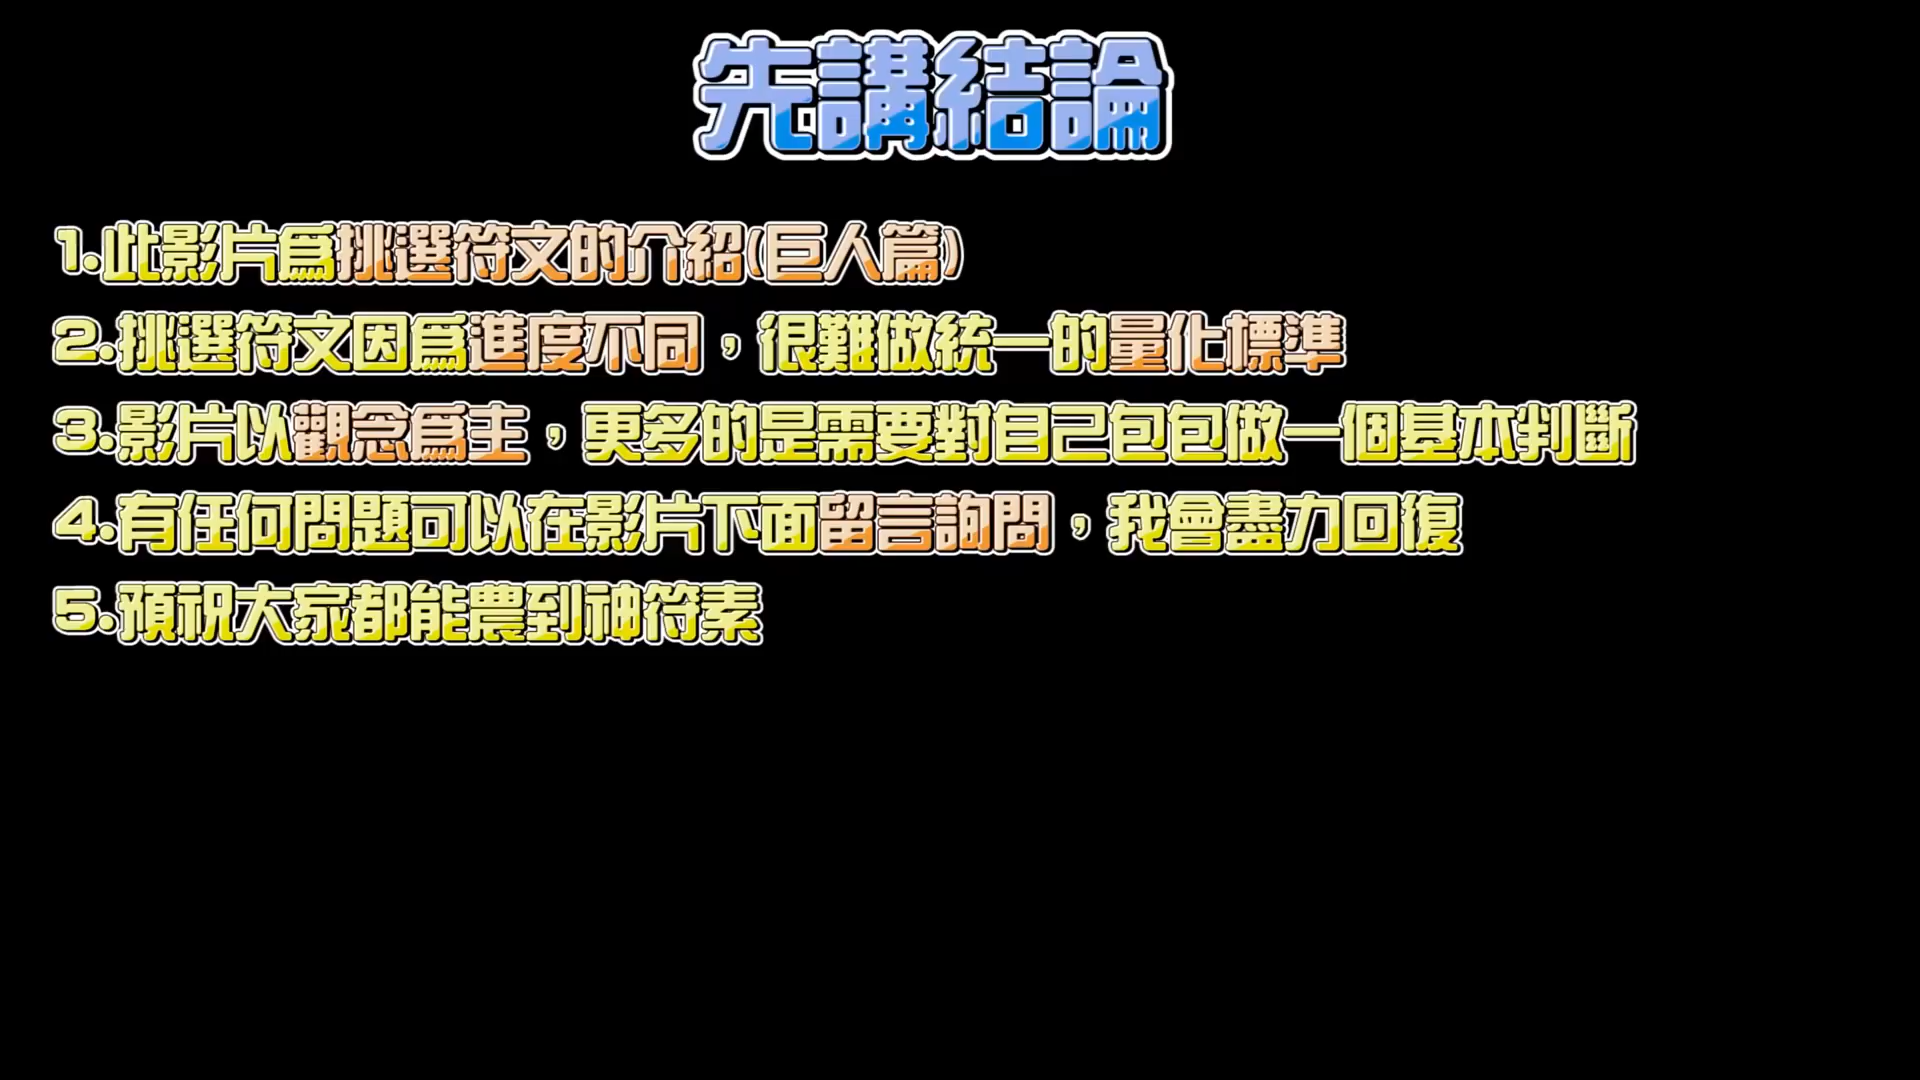 先講結論
1.此影片為挑選符文的介紹(巨人篇)
2.挑選符文因為進度不同，很難做統一的量化標準
3.影片以觀念為主，更多的是需要對自己包包做一個基本判斷
4.有任何問題可以在影片下面留言詢問，我會盡力回復
5.預祝大家都能農到神符素